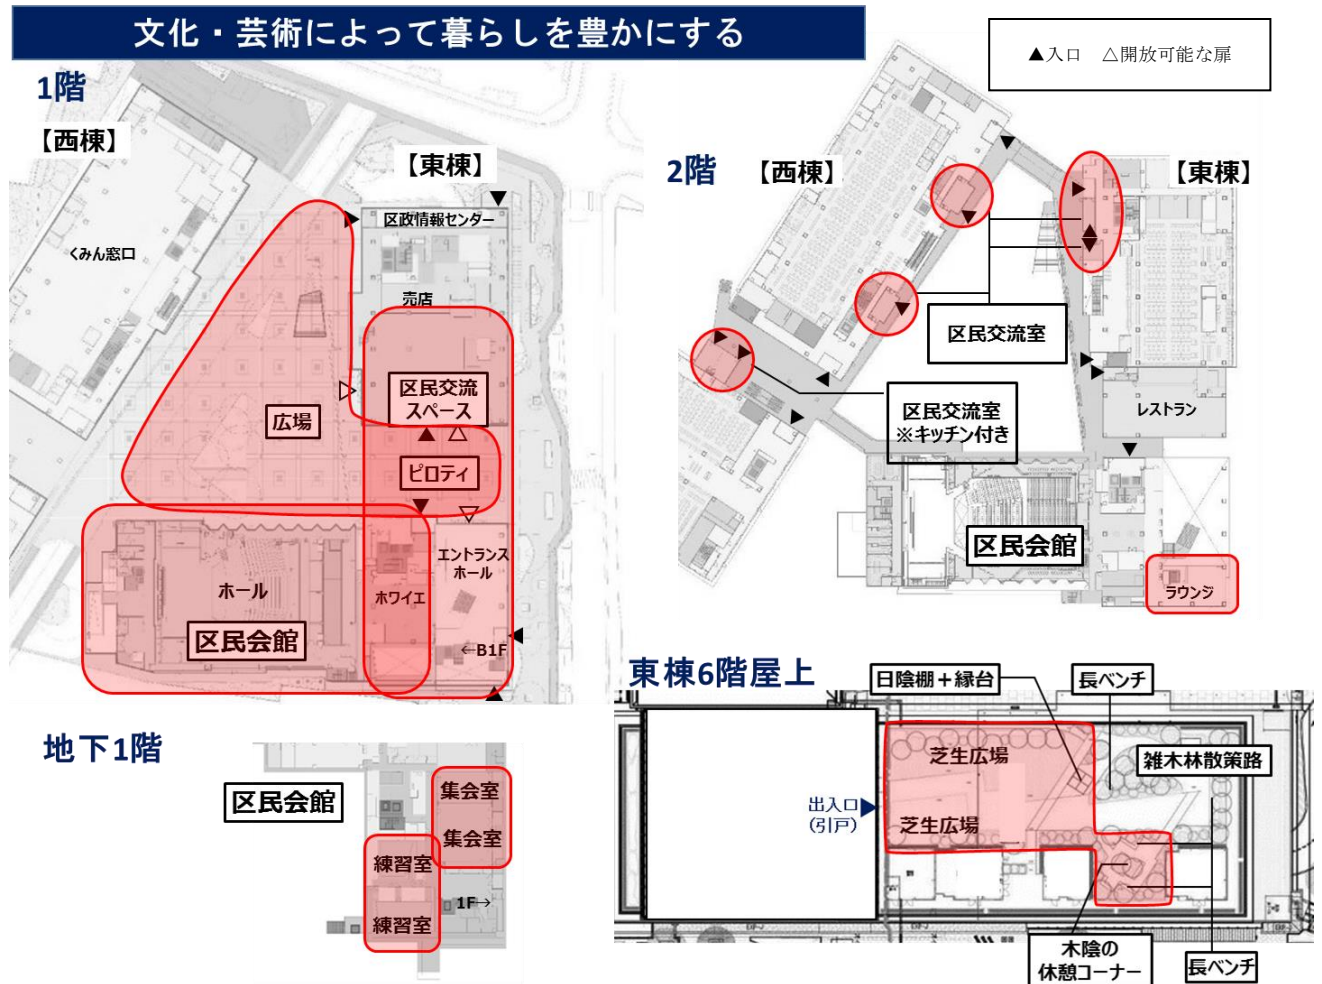 文化・芸術によって暮らしを豊かにする
▲入口　△開放可能な扉
1階
【西棟】
【東棟】
区政情報センター
くみん窓口
売店
区民交流
スペース
広場
ピロティ
エントランス
ホール
ホール
ホワイエ
区民会館
←B1F
2階
【西棟】
【東棟】
区民交流室
区民交流室
※キッチン付き
レストラン
区民会館
ラウンジ
地下1階
区民会館
集会室
集会室
練習室
練習室
1F→
東棟6階屋上
日陰棚＋縁台
長ベンチ
芝生広場
雑木林散策路
出入口
(引戸)
芝生広場
木陰の
休憩コーナー
長ベンチ